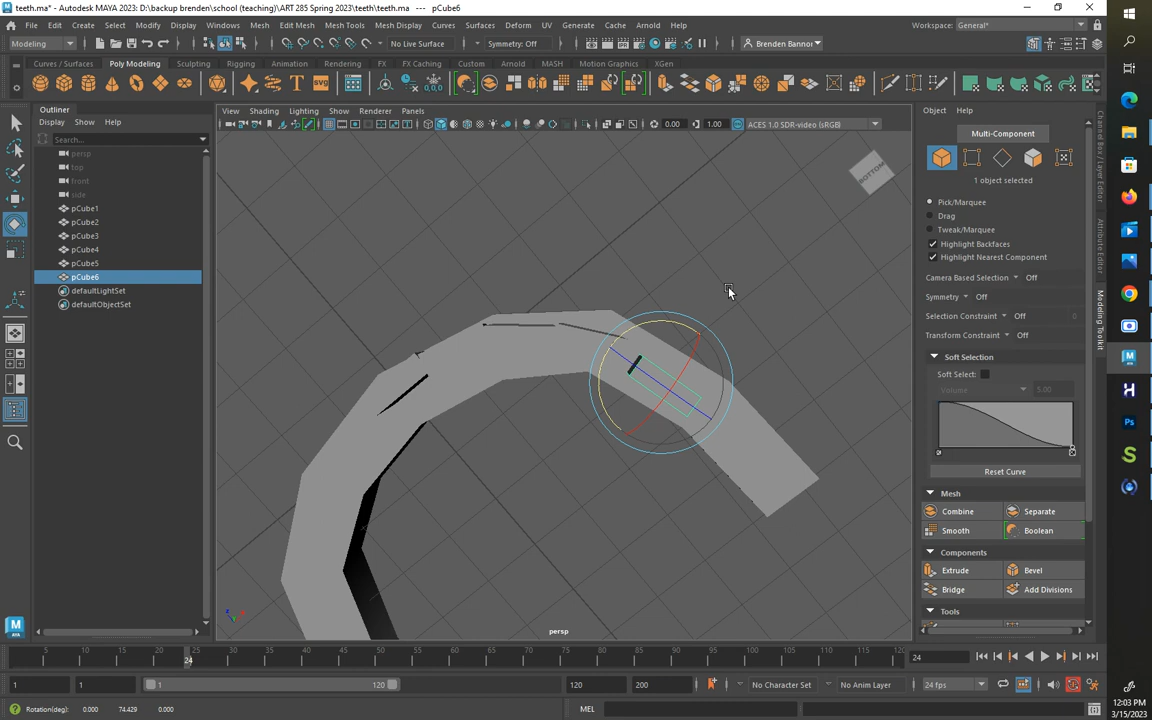 teeth.ma* - Autodesk MAYA 2023: D:\backup brenden\school (teaching)\ART 285 Spring 2023\teeth\teeth.ma --- pCube6
File Edit Create Select Modify Display Windows Mesh Edit Mesh Mesh Tools Mesh Display Curves Surfaces Deform UV Generate Cache Arnold Help
Workspace: General*
Modeling No Live Surface Symmetry: Off Brenden Bannor
Curves / Surfaces Poly Modeling Sculpting Rigging Animation Rendering FX FX Caching Custom Arnold MASH Motion Graphics XGen
Outliner
Display Show Help
Search...
persp
top
front
side
pCube1
pCube2
pCube3
pCube4
pCube5
pCube6
defaultLightSet
defaultObjectSet
View Shading Lighting Show Renderer Panels
0.00 1.00 ACES 1.0 SDR-video (sRGB)
BOTTOM
persp
Object Help
Multi-Component
1 object selected
Pick/Marquee
Drag
Tweak/Marquee
Highlight Backfaces
Highlight Nearest Component
Camera Based Selection Off
Symmetry Off
Selection Constraint Off 0
Transform Constraint Off
Soft Selection
Soft Select:
Volume 5.00
Reset Curve
Mesh
Combine Separate
Smooth Boolean
Components
Extrude Bevel
Bridge Add Divisions
Tools
Channel Box / Layer Editor
Attribute Editor
Modeling Toolkit
5 10 15 20 24 25 30 35 40 45 50 55 60 65 70 75 80 85 90 95 100 105 110 115 120 24
1 1 1 120 120 200 No Character Set No Anim Layer 24 fps
Rotation(deg): 0.000 74.429 0.000 MEL
12:03 PM
3/15/2023